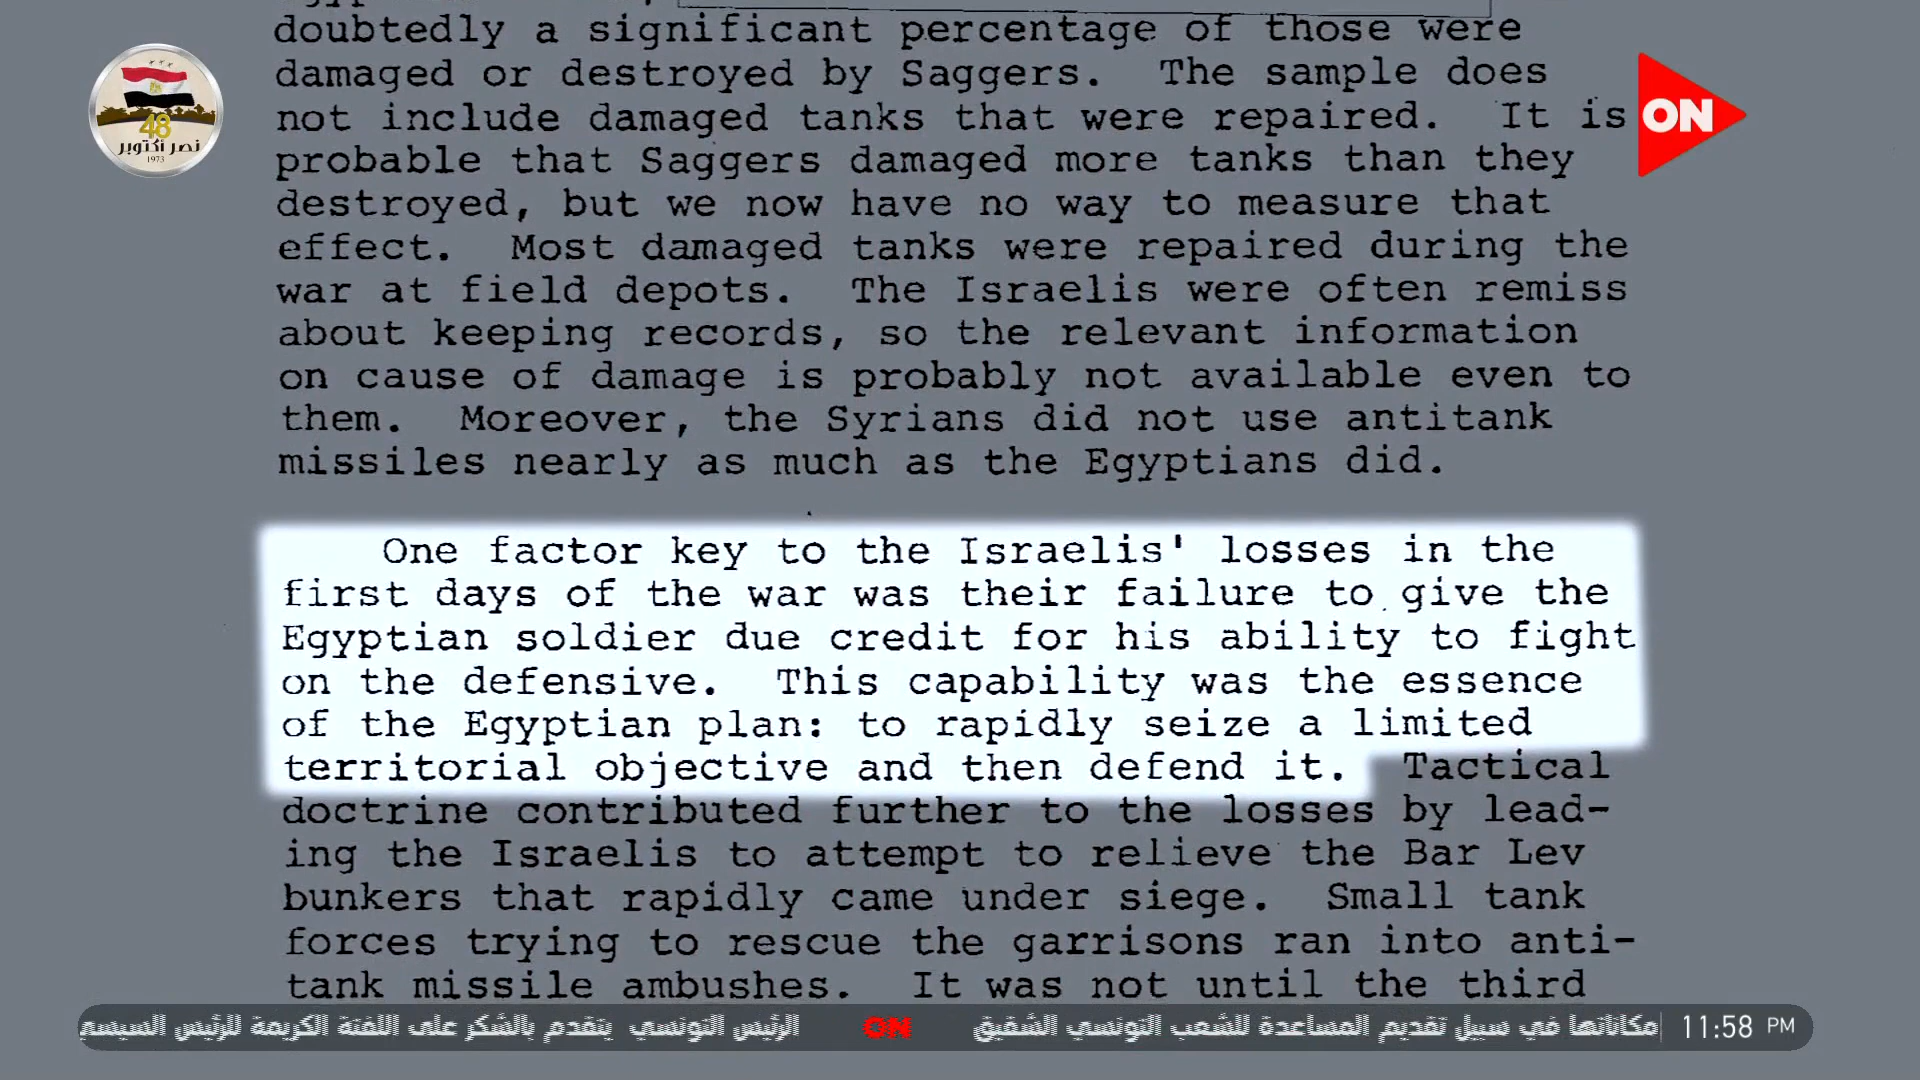 doubtedly a significant percentage of those were
damaged or destroyed by Saggers. The sample does
not include damaged tanks that were repaired. It is
probable that Saggers damaged more tanks than they
destroyed, but we now have no way to measure that
effect. Most damaged tanks were repaired during the
war at field depots. The Israelis were often remiss
about keeping records, so the relevant information
on cause of damage is probably not available even to
them. Moreover, the Syrians did not use antitank
missiles nearly as much as the Egyptians did.
One factor key to the Israelis' losses in the
first days of the war was their failure to give the
Egyptian soldier due credit for his ability to fight
on the defensive. This capability was the essence
of the Egyptian plan: to rapidly seize a limited
territorial objective and then defend it. Tactical
doctrine contributed further to the losses by lead-
ing the Israelis to attempt to relieve the Bar Lev
bunkers that rapidly came under siege. Small tank
forces trying to rescue the garrisons ran into anti-
tank missile ambushes. It was not until the third
48
نصر أكتوبر
1973
ON
مكاناتها في سبيل تقديم المساعدة للشعب التونسي الشقيق ON الرئيس التونسي يتقدم بالشكر على اللفتة الكريمة للرئيس السيسي
11:58 PM